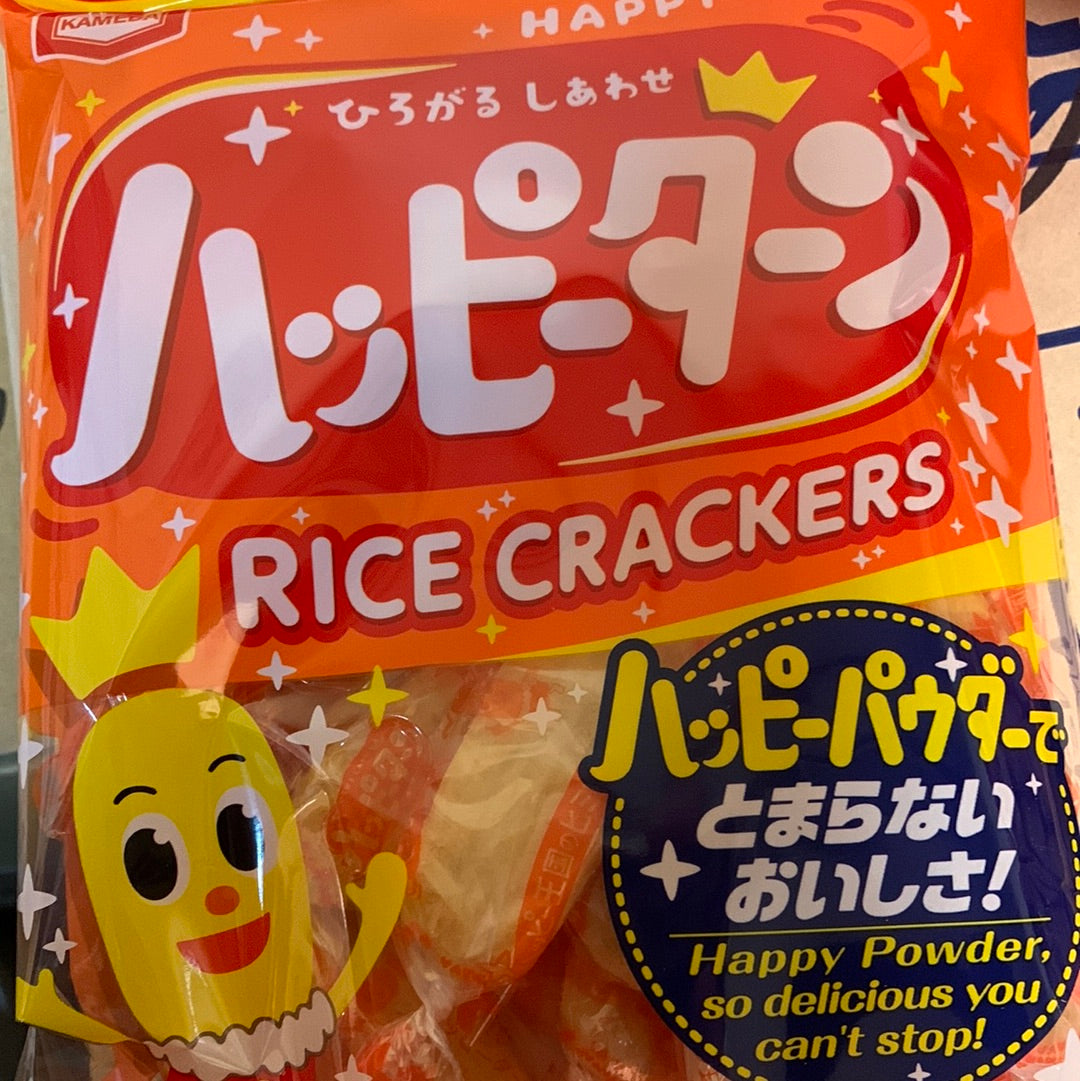 KAMEDA
HAPPY
ひろがる しあわせ
ハッピーターン
RICE CRACKERS
ハッピーパウダーで
とまらない
おいしさ!
Happy Powder,
so delicious you
can't stop!